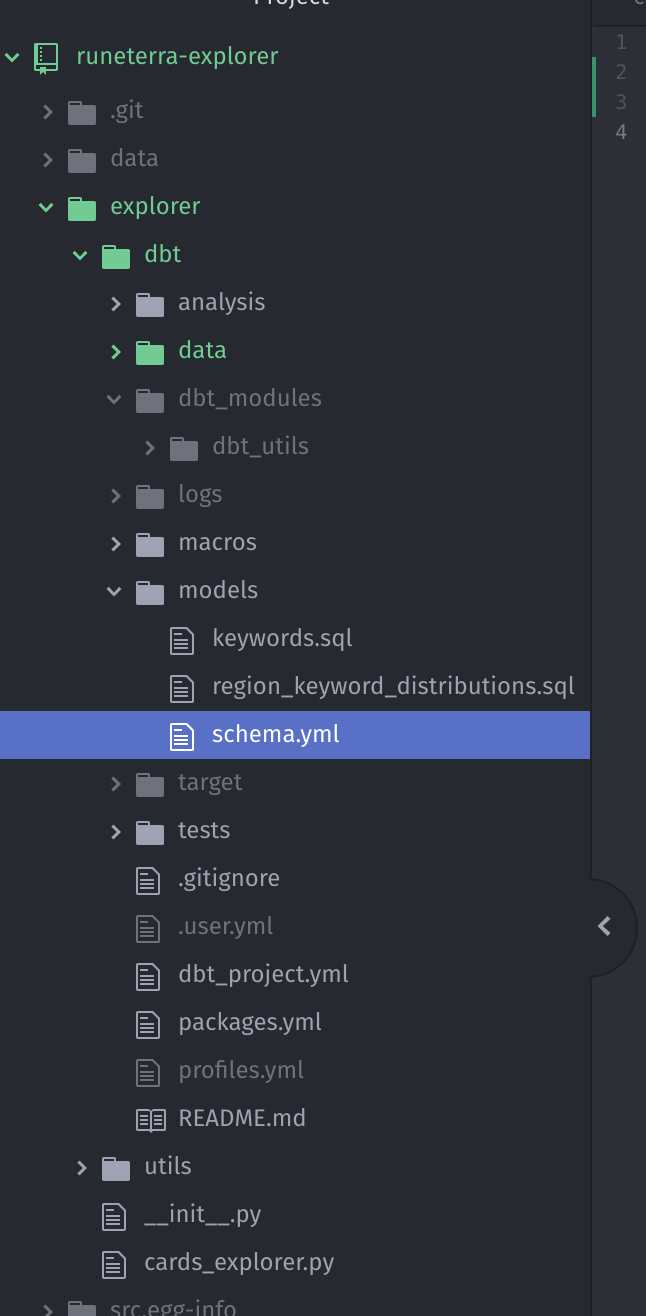 Project
runeterra-explorer
.git
data
explorer
dbt
analysis
data
dbt_modules
dbt_utils
logs
macros
models
keywords.sql
region_keyword_distributions.sql
schema.yml
target
tests
.gitignore
.user.yml
dbt_project.yml
packages.yml
profiles.yml
README.md
utils
__init__.py
cards_explorer.py
src.egg-info
1
2
3
4